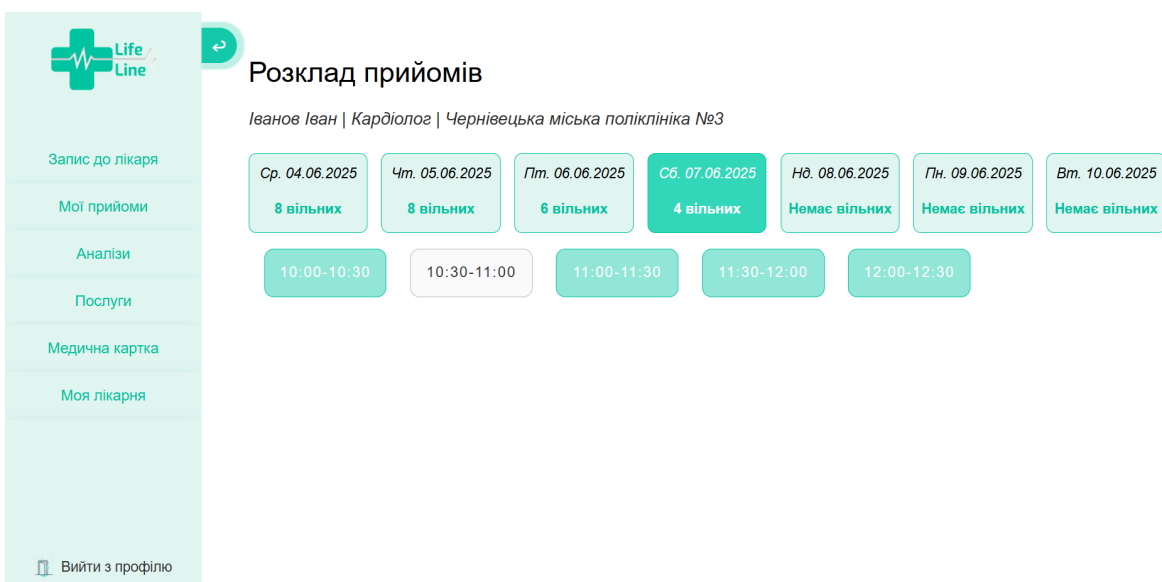 Life
Line
Розклад прийомів
Іванов Іван | Кардіолог | Чернівецька міська поліклініка №3
Запис до лікаря
Мої прийоми
Аналізи
Послуги
Медична картка
Моя лікарня
Вийти з профілю
Ср. 04.06.2025
8 вільних
Чт. 05.06.2025
8 вільних
Пт. 06.06.2025
6 вільних
Сб. 07.06.2025
4 вільних
Нд. 08.06.2025
Немає вільних
Пн. 09.06.2025
Немає вільних
Вт. 10.06.2025
Немає вільних
10:00-10:30
10:30-11:00
11:00-11:30
11:30-12:00
12:00-12:30